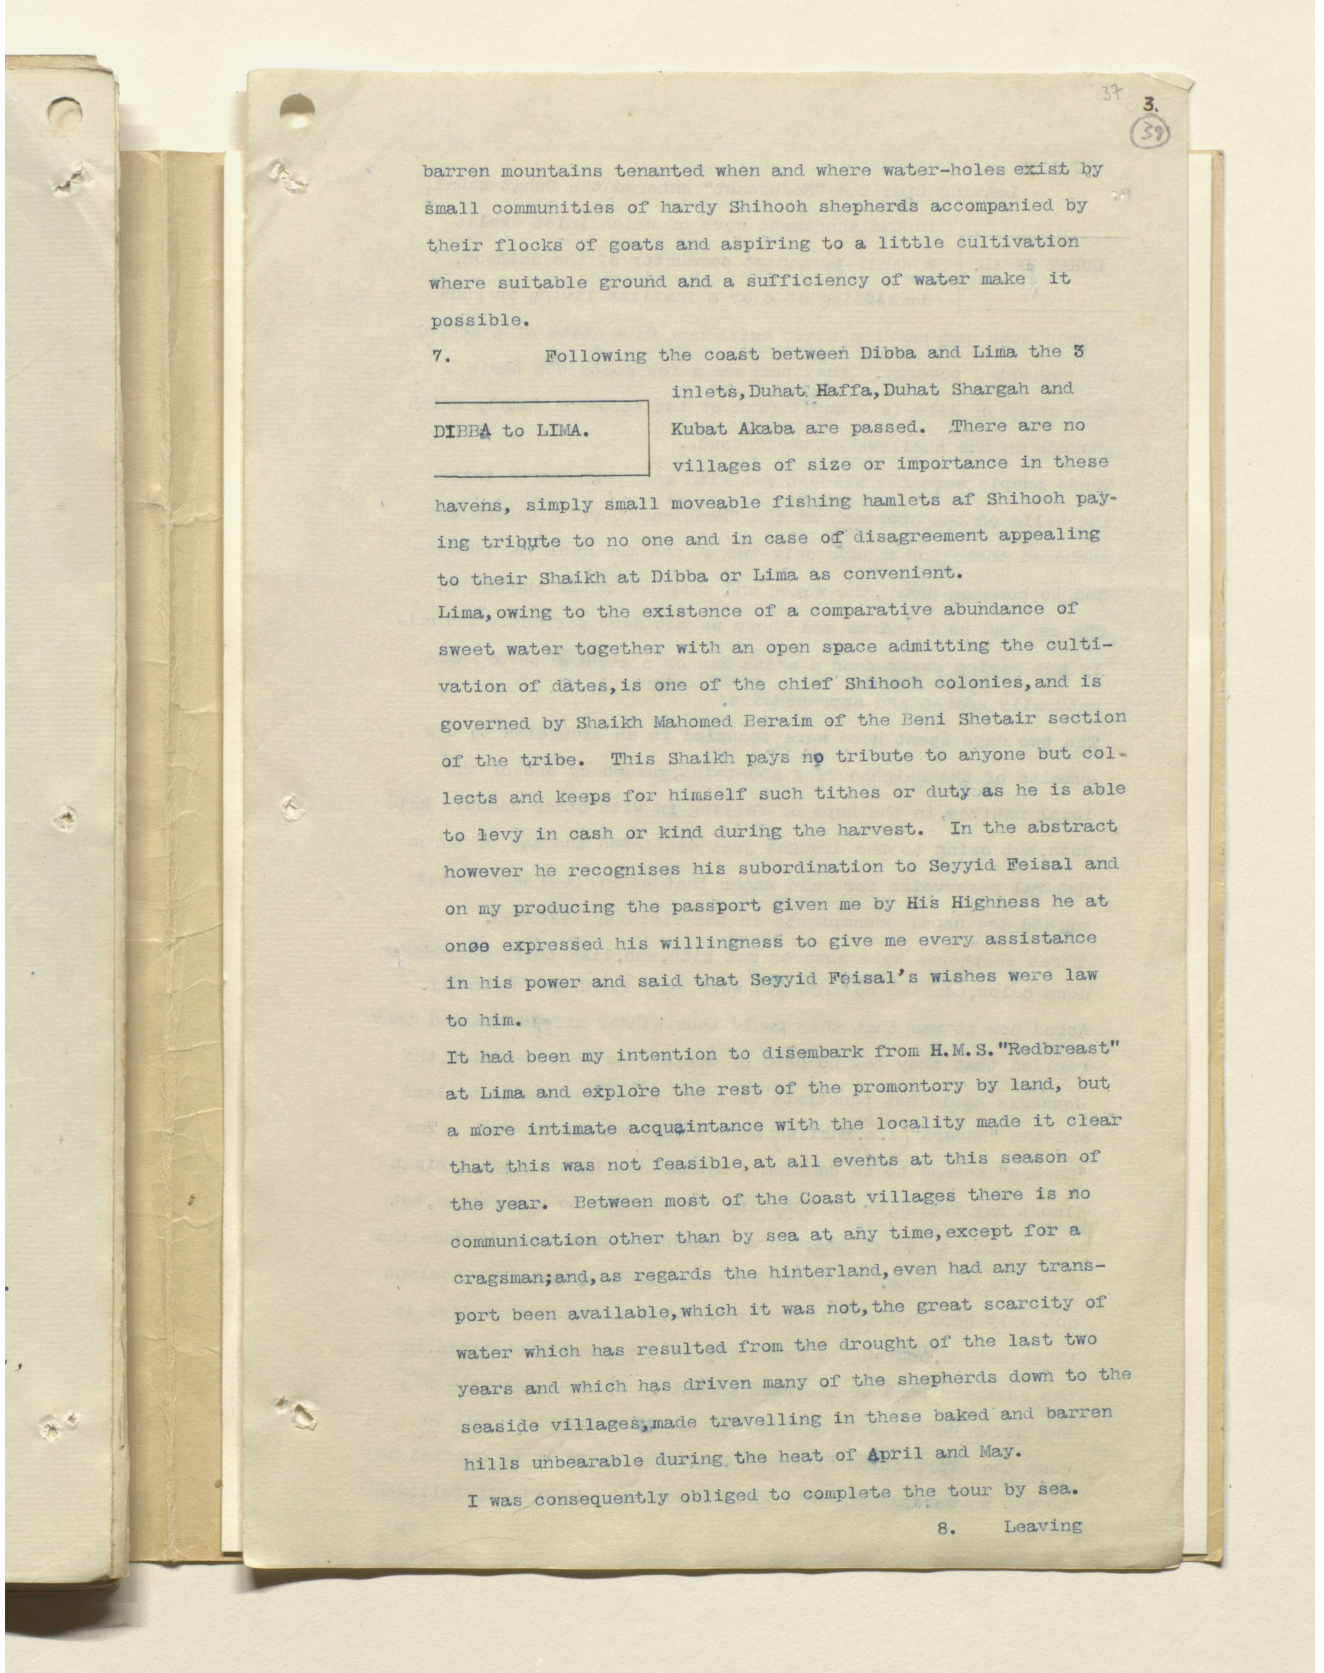 37
3.
39
barren mountains tenanted when and where water-holes exist by
small communities of hardy Shihooh shepherds accompanied by
their flocks of goats and aspiring to a little cultivation
where suitable ground and a sufficiency of water make it
possible.
7. Following the coast between Dibba and Lima the 3
inlets,Duhat Haffa,Duhat Shargah and
DIBBA to LIMA.
Kubat Akaba are passed. There are no
villages of size or importance in these
havens, simply small moveable fishing hamlets af Shihooh pay-
ing tribute to no one and in case of disagreement appealing
to their Shaikh at Dibba or Lima as convenient.
Lima,owing to the existence of a comparative abundance of
sweet water together with an open space admitting the culti-
vation of dates,is one of the chief Shihooh colonies,and is
governed by Shaikh Mahomed Beraim of the Beni Shetair section
of the tribe. This Shaikh pays no tribute to anyone but col-
lects and keeps for himself such tithes or duty as he is able
to levy in cash or kind during the harvest. In the abstract
however he recognises his subordination to Seyyid Feisal and
on my producing the passport given me by His Highness he at
once expressed his willingness to give me every assistance
in his power and said that Seyyid Feisal's wishes were law
to him.
It had been my intention to disembark from H.M.S."Redbreast"
at Lima and explore the rest of the promontory by land, but
a more intimate acquaintance with the locality made it clear
that this was not feasible,at all events at this season of
the year. Between most of the Coast villages there is no
communication other than by sea at any time,except for a
cragsman;and,as regards the hinterland,even had any trans-
port been available,which it was not,the great scarcity of
water which has resulted from the drought of the last two
years and which has driven many of the shepherds down to the
seaside villages,made travelling in these baked and barren
hills unbearable during the heat of April and May.
I was consequently obliged to complete the tour by sea.
8. Leaving